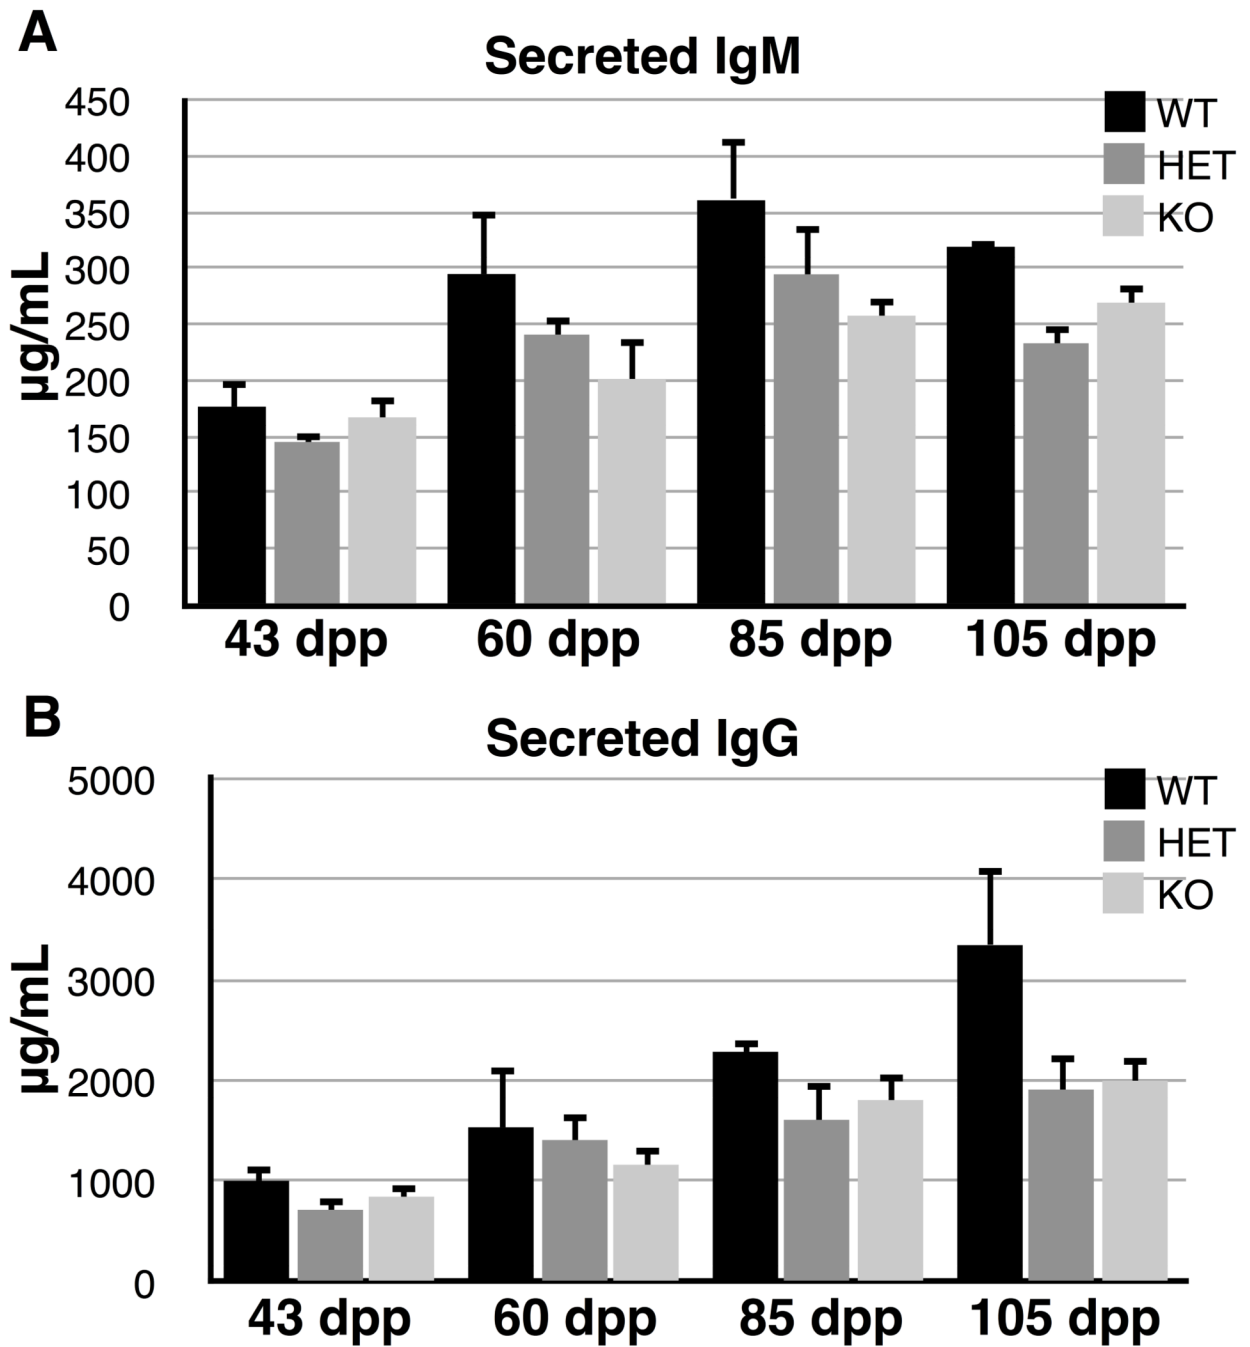 A
Secreted IgM
450
400
350
300
250
200
150
100
50
0
µg/mL
WT
HET
KO
43 dpp 60 dpp 85 dpp 105 dpp
B
Secreted IgG
5000
4000
3000
2000
1000
0
µg/mL
WT
HET
KO
43 dpp 60 dpp 85 dpp 105 dpp